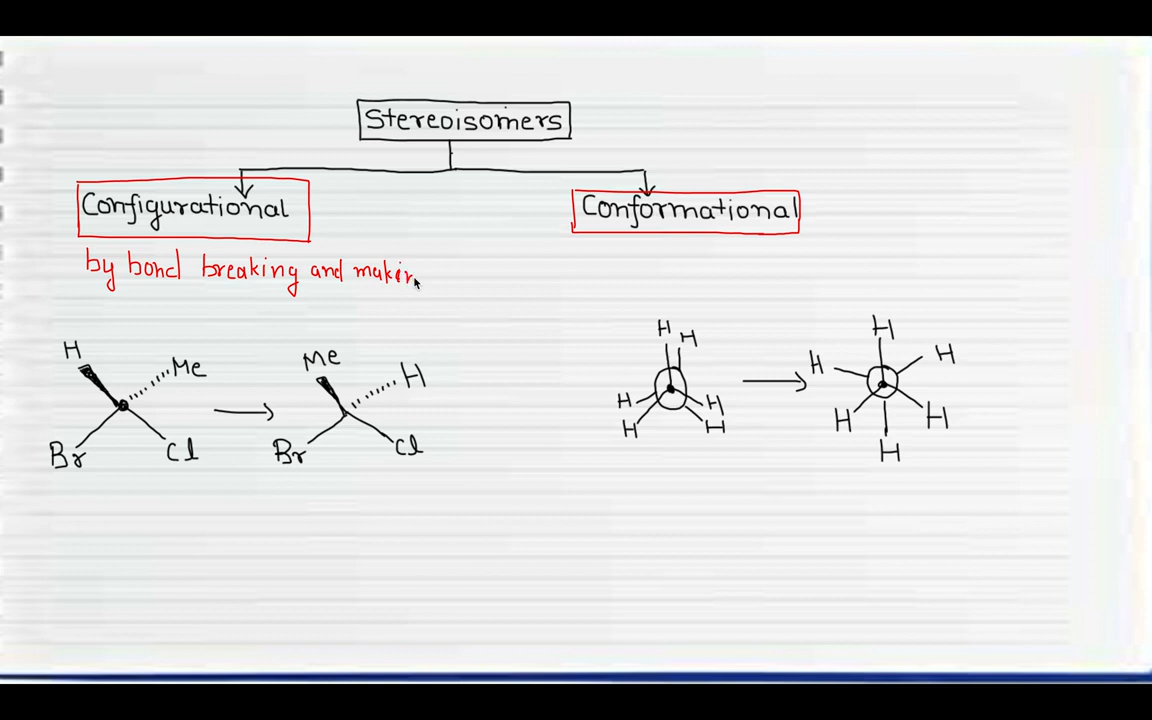 Stereoisomers
Configurational
Conformational
by bond breaking and makin
H
Me
Br
Cl
Me
H
Br
Cl
H
H
H
H
H
H
H
H
H
H
H
H